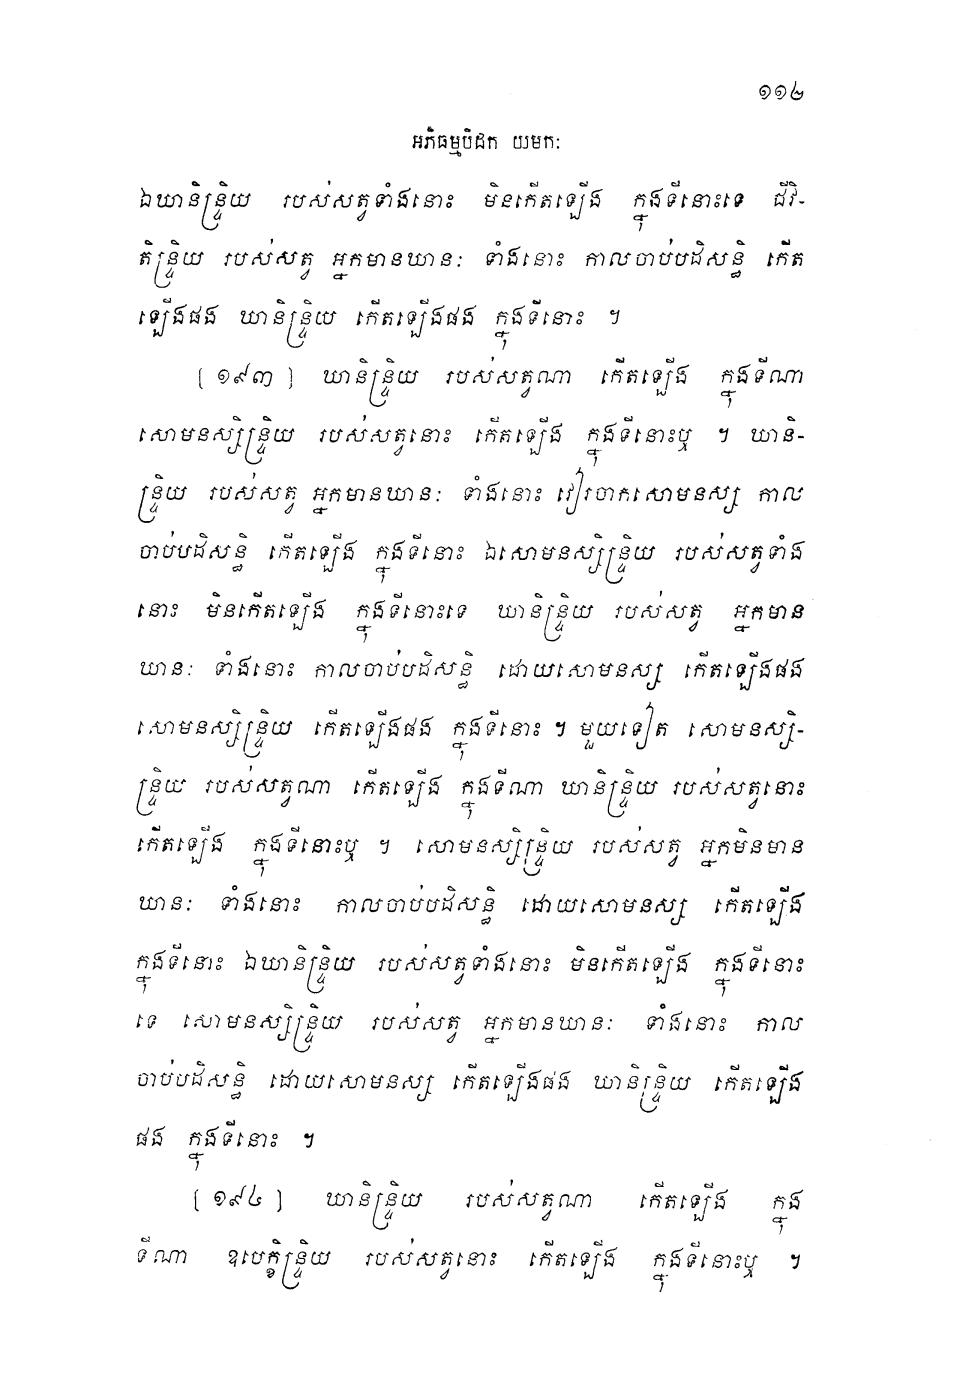 ១១៤
អភិធម្មបិដក យមកៈ
ឯឃានិន្ទ្រិយ របស់សត្វទាំងនោះ មិនកើតឡើង ក្នុងទីនោះទេ ជីវិ-
តិន្ទ្រិយ របស់សត្វ អ្នកមានឃានៈ ទាំងនោះ កាលចាប់បដិសន្ធិ កើត
ឡើងផង ឃានិន្ទ្រិយ កើតឡើងផង ក្នុងទីនោះ ។
[ ១៩៣ ] ឃានិន្ទ្រិយ របស់សត្វណា កើតឡើង ក្នុងទីណា
សោមនស្សិន្ទ្រិយ របស់សត្វនោះ កើតឡើង ក្នុងទីនោះឬ ។ ឃានិ-
ន្ទ្រិយ របស់សត្វ អ្នកមានឃានៈ ទាំងនោះ វៀរចាកសោមនស្ស កាល
ចាប់បដិសន្ធិ កើតឡើង ក្នុងទីនោះ ឯសោមនស្សិន្ទ្រិយ របស់សត្វទាំង
នោះ មិនកើតឡើង ក្នុងទីនោះទេ ឃានិន្ទ្រិយ របស់សត្វ អ្នកមាន
ឃានៈ ទាំងនោះ កាលចាប់បដិសន្ធិ ដោយសោមនស្ស កើតឡើងផង
សោមនស្សិន្ទ្រិយ កើតឡើងផង ក្នុងទីនោះ ។ មួយទៀត សោមនស្សិ-
ន្ទ្រិយ របស់សត្វណា កើតឡើង ក្នុងទីណា ឃានិន្ទ្រិយ របស់សត្វនោះ
កើតឡើង ក្នុងទីនោះឬ ។ សោមនស្សិន្ទ្រិយ របស់សត្វ អ្នកមិនមាន
ឃានៈ ទាំងនោះ កាលចាប់បដិសន្ធិ ដោយសោមនស្ស កើតឡើង
ក្នុងទីនោះ ឯឃានិន្ទ្រិយ របស់សត្វទាំងនោះ មិនកើតឡើង ក្នុងទីនោះ
ទេ សោមនស្សិន្ទ្រិយ របស់សត្វ អ្នកមានឃានៈ ទាំងនោះ កាល
ចាប់បដិសន្ធិ ដោយសោមនស្ស កើតឡើងផង ឃានិន្ទ្រិយ កើតឡើង
ផង ក្នុងទីនោះ ។
[ ១៩៤ ] ឃានិន្ទ្រិយ របស់សត្វណា កើតឡើង ក្នុង
ទីណា ឧបេក្ខិន្ទ្រិយ របស់សត្វនោះ កើតឡើង ក្នុងទីនោះឬ ។